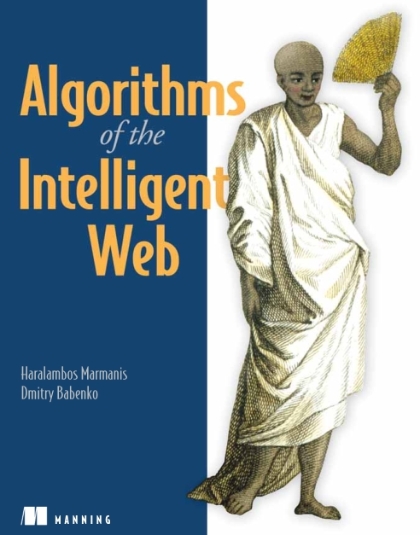 Algorithms
of the
Intelligent
Web
Haralambos Marmanis
Dmitry Babenko
MANNING